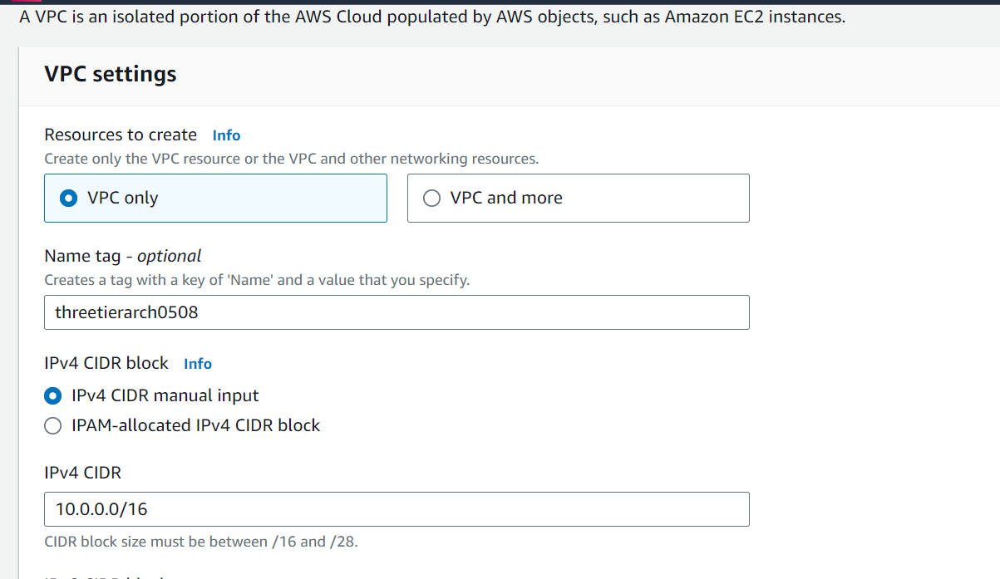 A VPC is an isolated portion of the AWS Cloud populated by AWS objects, such as Amazon EC2 instances.
VPC settings
Resources to create Info
Create only the VPC resource or the VPC and other networking resources.
VPC only VPC and more
Name tag - optional
Creates a tag with a key of 'Name' and a value that you specify.
threetierarch0508
IPv4 CIDR block Info
IPv4 CIDR manual input
IPAM-allocated IPv4 CIDR block
IPv4 CIDR
10.0.0.0/16
CIDR block size must be between /16 and /28.